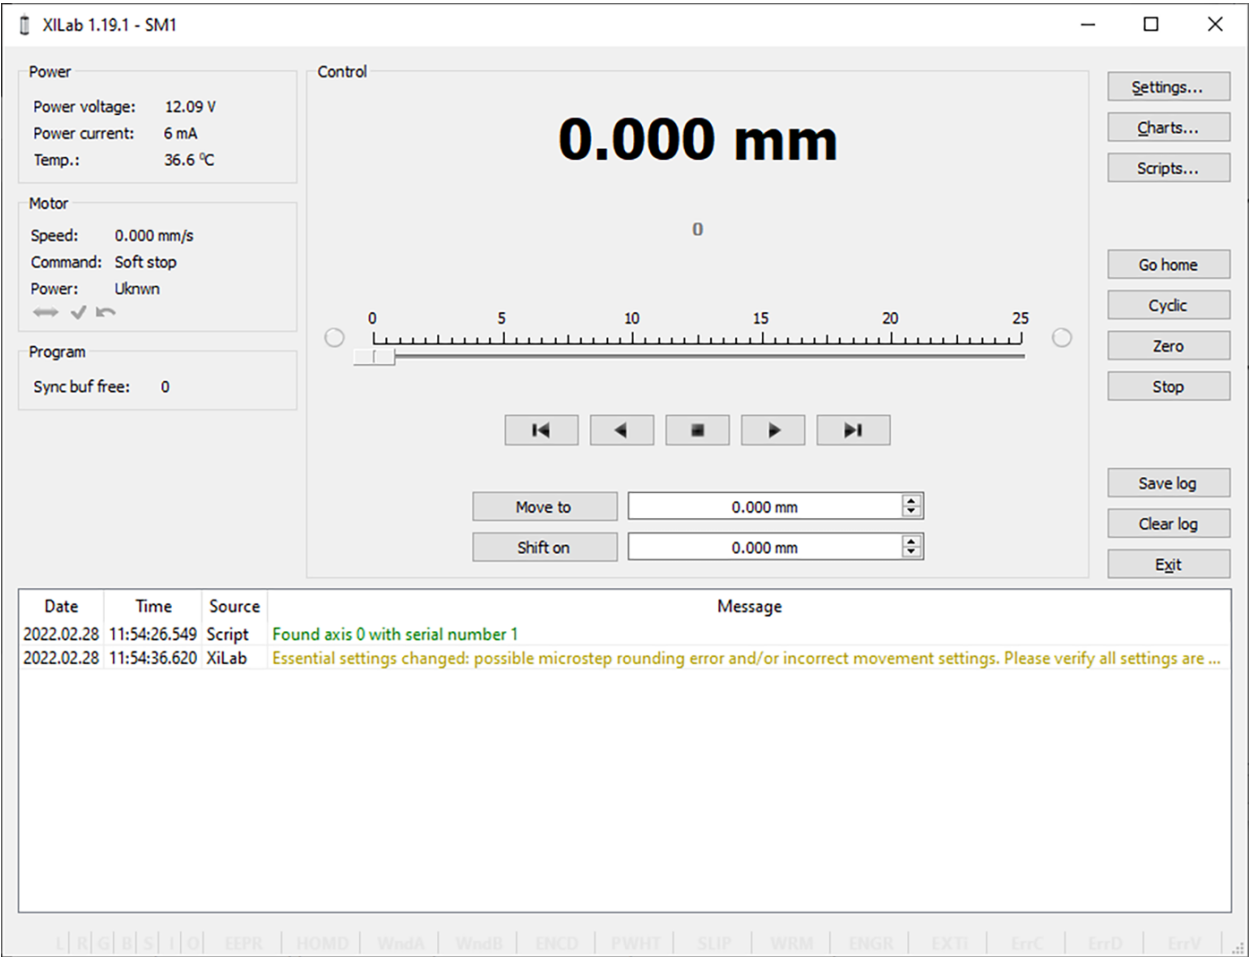 XILab 1.19.1 - SM1
Power
Power voltage: 12.09 V
Power current: 6 mA
Temp.: 36.6 ⁰C
Motor
Speed: 0.000 mm/s
Command: Soft stop
Power: Uknwn
Program
Sync buf free: 0
Control
0.000 mm
0
0 5 10 15 20 25
Move to 0.000 mm
Shift on 0.000 mm
Settings...
Charts...
Scripts...
Go home
Cyclic
Zero
Stop
Save log
Clear log
Exit
Date Time Source Message
2022.02.28 11:54:26.549 Script Found axis 0 with serial number 1
2022.02.28 11:54:36.620 XiLab Essential settings changed: possible microstep rounding error and/or incorrect movement settings. Please verify all settings are ...
L R G B S I O EEPR HOMD WndA WndB ENCD PWHT SLIP WRM ENGR EXTi ErrC ErrD ErrV